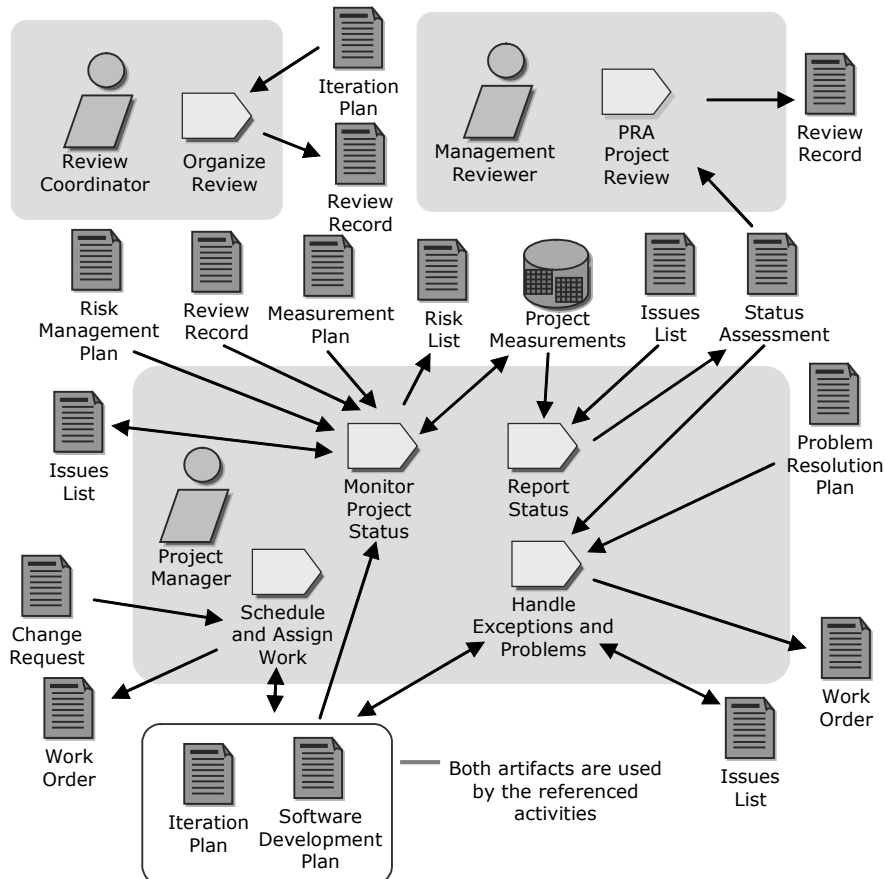 Iteration
Plan
Review
Coordinator
Organize
Review
Review
Record
Management
Reviewer
PRA
Project
Review
Review
Record
Risk
Management
Plan
Review
Record
Measurement
Plan
Risk
List
Project
Measurements
Issues
List
Status
Assessment
Issues
List
Project
Manager
Monitor
Project
Status
Report
Status
Problem
Resolution
Plan
Change
Request
Schedule
and Assign
Work
Handle
Exceptions and
Problems
Work
Order
Work
Order
Issues
List
Iteration
Plan
Software
Development
Plan
Both artifacts are used
by the referenced
activities